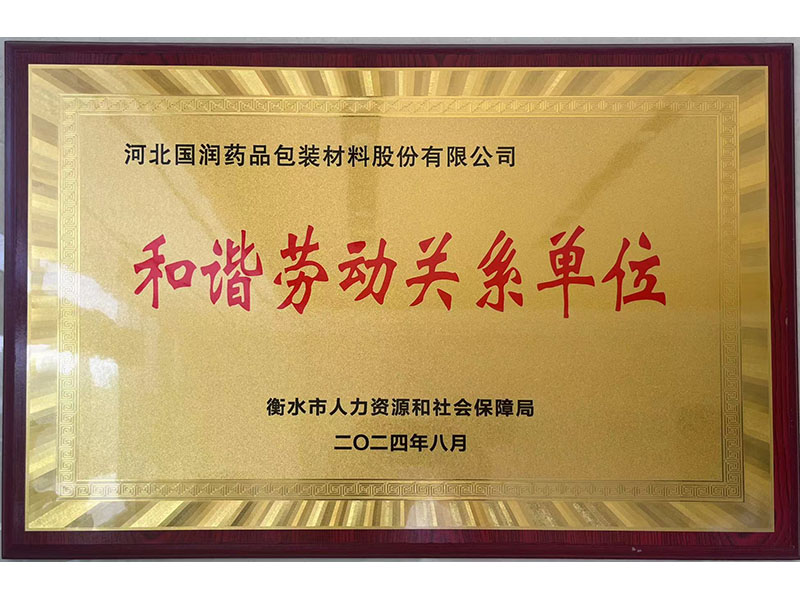 河北国润药品包装材料股份有限公司
和谐劳动关系单位
衡水市人力资源和社会保障局
二〇二四年八月